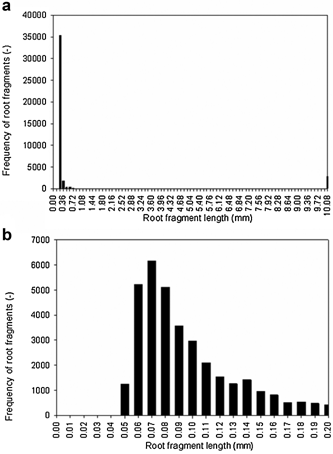 a
Frequency of root fragments (-)
40000
35000
30000
25000
20000
15000
10000
5000
0
0.00 0.36 0.72 1.08 1.44 1.80 2.16 2.52 2.88 3.24 3.60 3.96 4.32 4.68 5.04 5.40 5.76 6.12 6.48 6.84 7.20 7.56 7.92 8.28 8.64 9.00 9.36 9.72 10.08
Root fragment length (mm)
b
Frequency of root fragments (-)
7000
6000
5000
4000
3000
2000
1000
0
0.00 0.01 0.02 0.03 0.04 0.05 0.06 0.07 0.08 0.09 0.10 0.11 0.12 0.13 0.14 0.15 0.16 0.17 0.18 0.19 0.20
Root fragment length (mm)